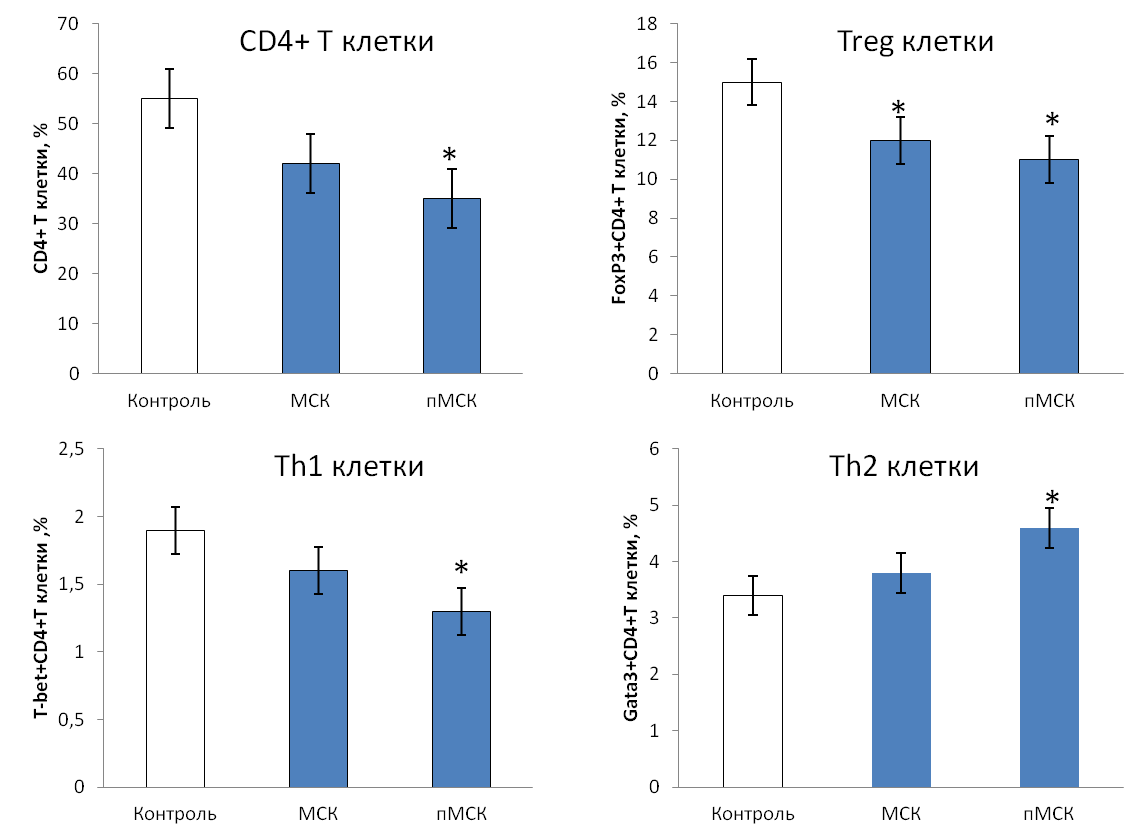 CD4+ T клетки
CD4+ T клетки, %
70
60
50
40
30
20
10
0
Контроль
МСК
пМСК
*
Treg клетки
FoxP3+CD4+ T клетки, %
18
16
14
12
10
8
6
4
2
0
Контроль
МСК
пМСК
*
*
Th1 клетки
T-bet+CD4+T клетки ,%
2,5
2
1,5
1
0,5
0
Контроль
МСК
пМСК
*
Th2 клетки
Gata3+CD4+T клетки, %
6
5
4
3
2
1
0
Контроль
МСК
пМСК
*